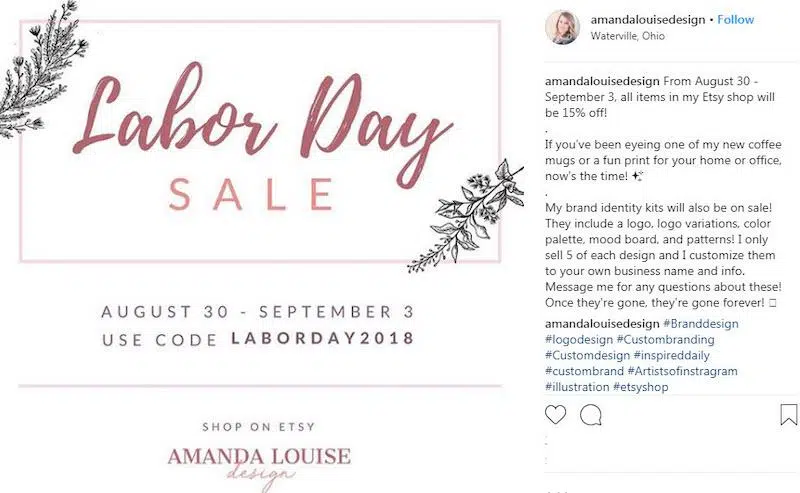 Labor Day
SALE
AUGUST 30 - SEPTEMBER 3
USE CODE LABORDAY2018
SHOP ON ETSY
AMANDA LOUISE
design
amandalouisedesign • Follow
Waterville, Ohio
amandalouisedesign From August 30 -
September 3, all items in my Etsy shop will
be 15% off!
.
If you've been eyeing one of my new coffee
mugs or a fun print for your home or office,
now's the time! ✨
.
My brand identity kits will also be on sale!
They include a logo, logo variations, color
palette, mood board, and patterns! I only
sell 5 of each design and I customize them
to your own business name and info.
Message me for any questions about these!
Once they're gone, they're gone forever! 
amandalouisedesign #Branddesign
#logodesign #Custombranding
#Customdesign #inspireddaily
#custombrand #Artistsofinstragram
#illustration #etsyshop